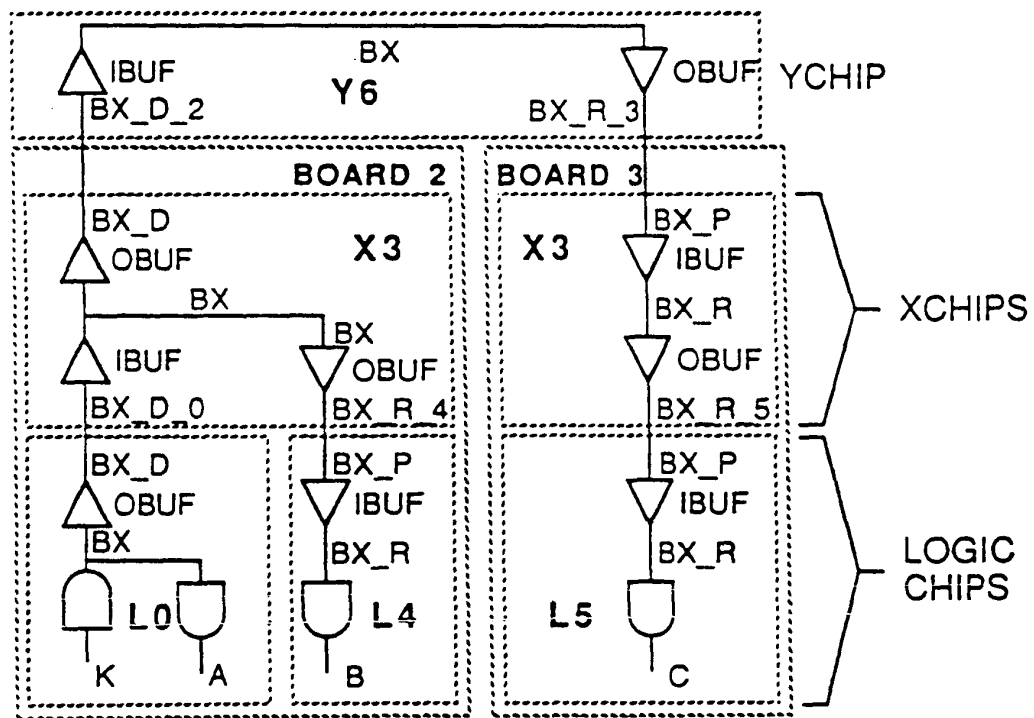 BX
IBUF
Y6
OBUF
YCHIP
BX_D_2
BX_R_3
BOARD 2
BOARD 3
BX_D
OBUF
X3
X3
BX_P
IBUF
BX
BX
BX_R
XCHIPS
IBUF
OBUF
OBUF
BX_D_0
BX_R_4
BX_R_5
BX_D
OBUF
BX_P
IBUF
BX_P
IBUF
BX
BX_R
BX_R
LOGIC
CHIPS
L0
L4
L5
K
A
B
C